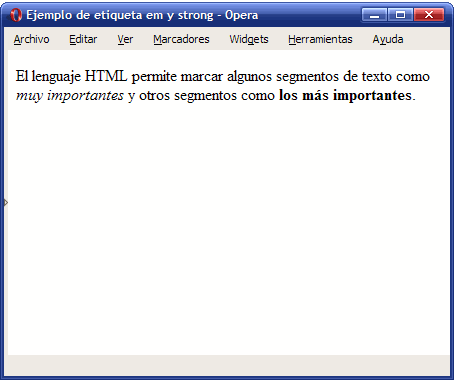 Ejemplo de etiqueta em y strong - Opera
Archivo Editar Ver Marcadores Widgets Herramientas Ayuda
El lenguaje HTML permite marcar algunos segmentos de texto como
muy importantes y otros segmentos como los más importantes.